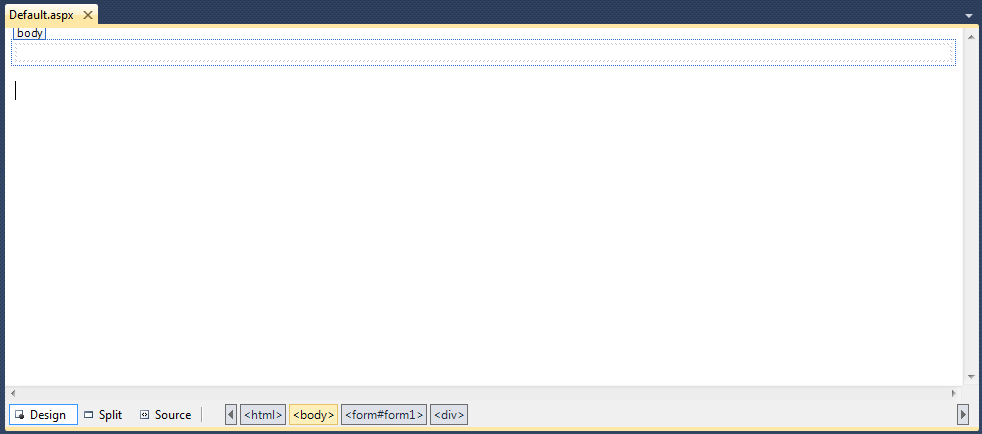 Default.aspx
body
Design Split Source <html> <body> <form#form1> <div>